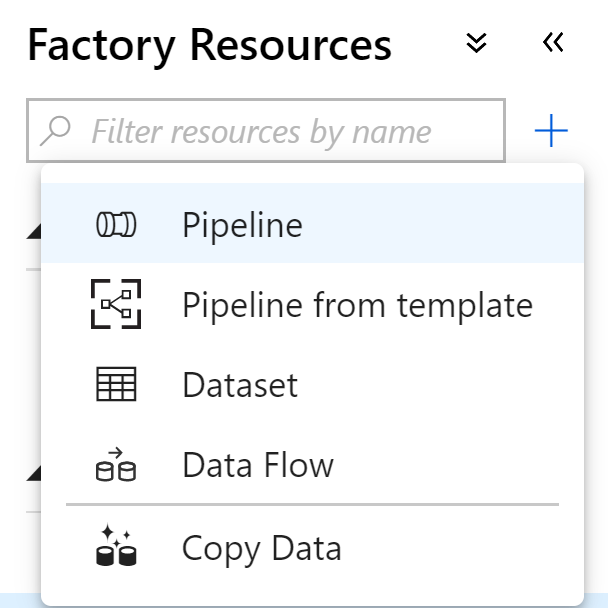 Factory Resources
Filter resources by name
Pipeline
Pipeline from template
Dataset
Data Flow
Copy Data